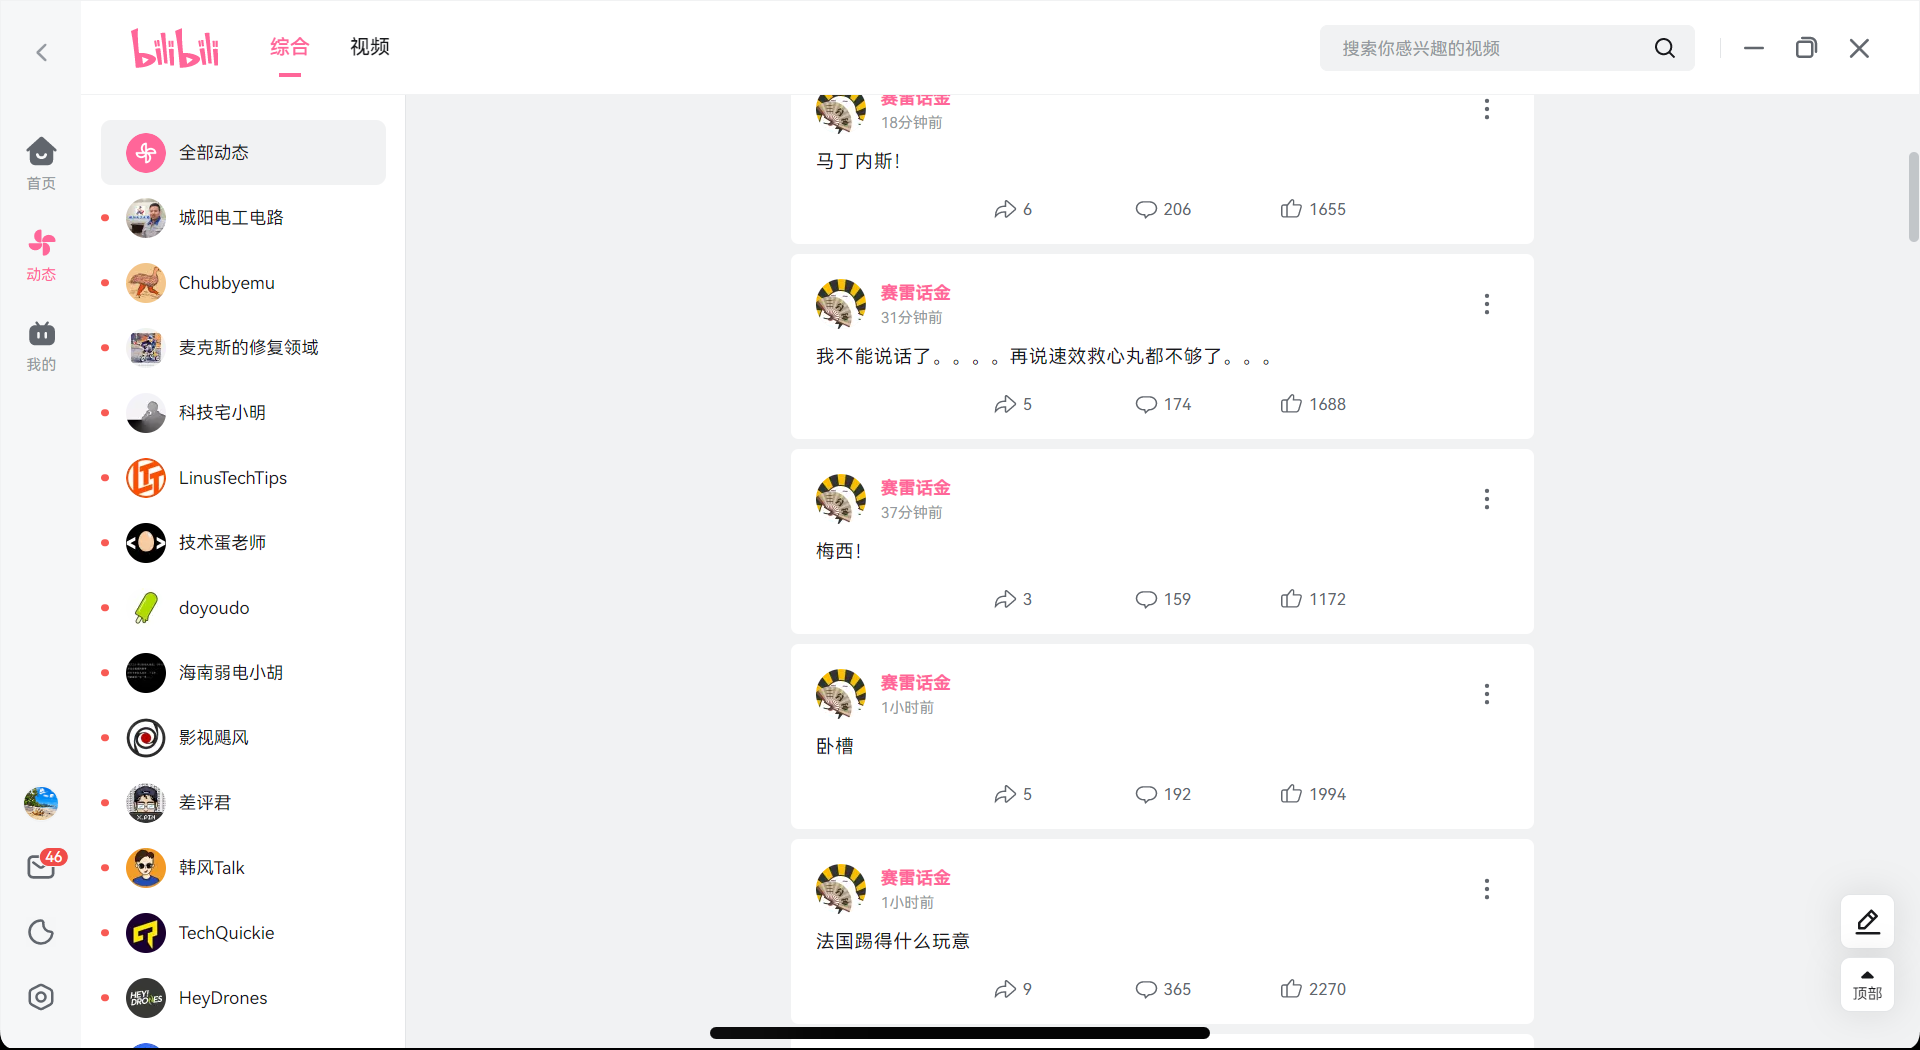 bilibili
综合
视频
搜索你感兴趣的视频
首页
动态
我的
46
全部动态
城阳电工电路
Chubbyemu
麦克斯的修复领域
科技宅小明
LinusTechTips
技术蛋老师
doyoudo
海南弱电小胡
影视飓风
差评君
韩风Talk
TechQuickie
HeyDrones
赛雷话金
18分钟前
马丁内斯！
6
206
1655
赛雷话金
31分钟前
我不能说话了。。。。再说速效救心丸都不够了。。。
5
174
1688
赛雷话金
37分钟前
梅西！
3
159
1172
赛雷话金
1小时前
卧槽
5
192
1994
赛雷话金
1小时前
法国踢得什么玩意
9
365
2270
顶部